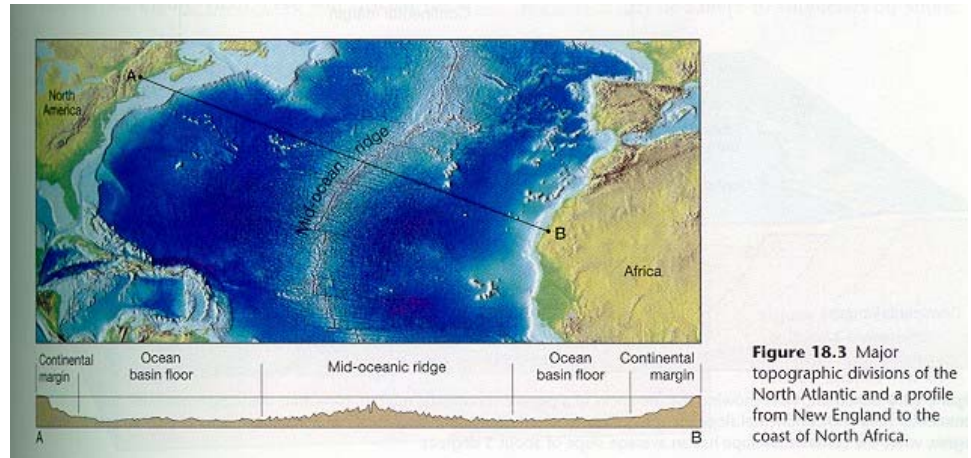 A
North
America
Mid-ocean ridge
B
Africa
Continental
margin
Ocean
basin floor
Mid-oceanic ridge
Ocean
basin floor
Continental
margin
A
B
Figure 18.3 Major
topographic divisions of the
North Atlantic and a profile
from New England to the
coast of North Africa.